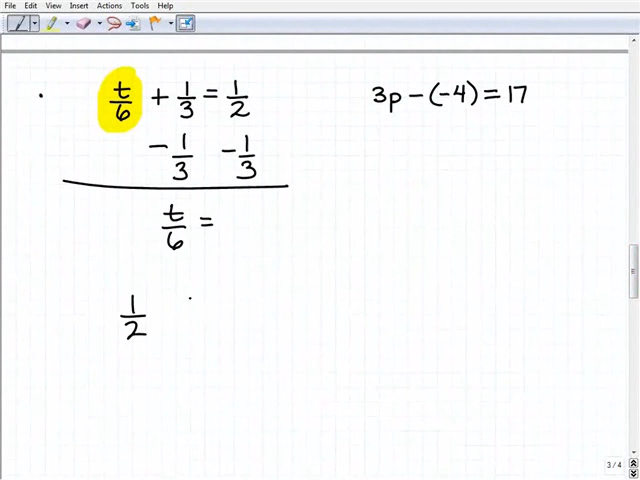 File Edit View Insert Actions Tools Help
t/6 + 1/3 = 1/2
3p - (-4) = 17
- 1/3 - 1/3
t/6 =
1/2
3 / 4